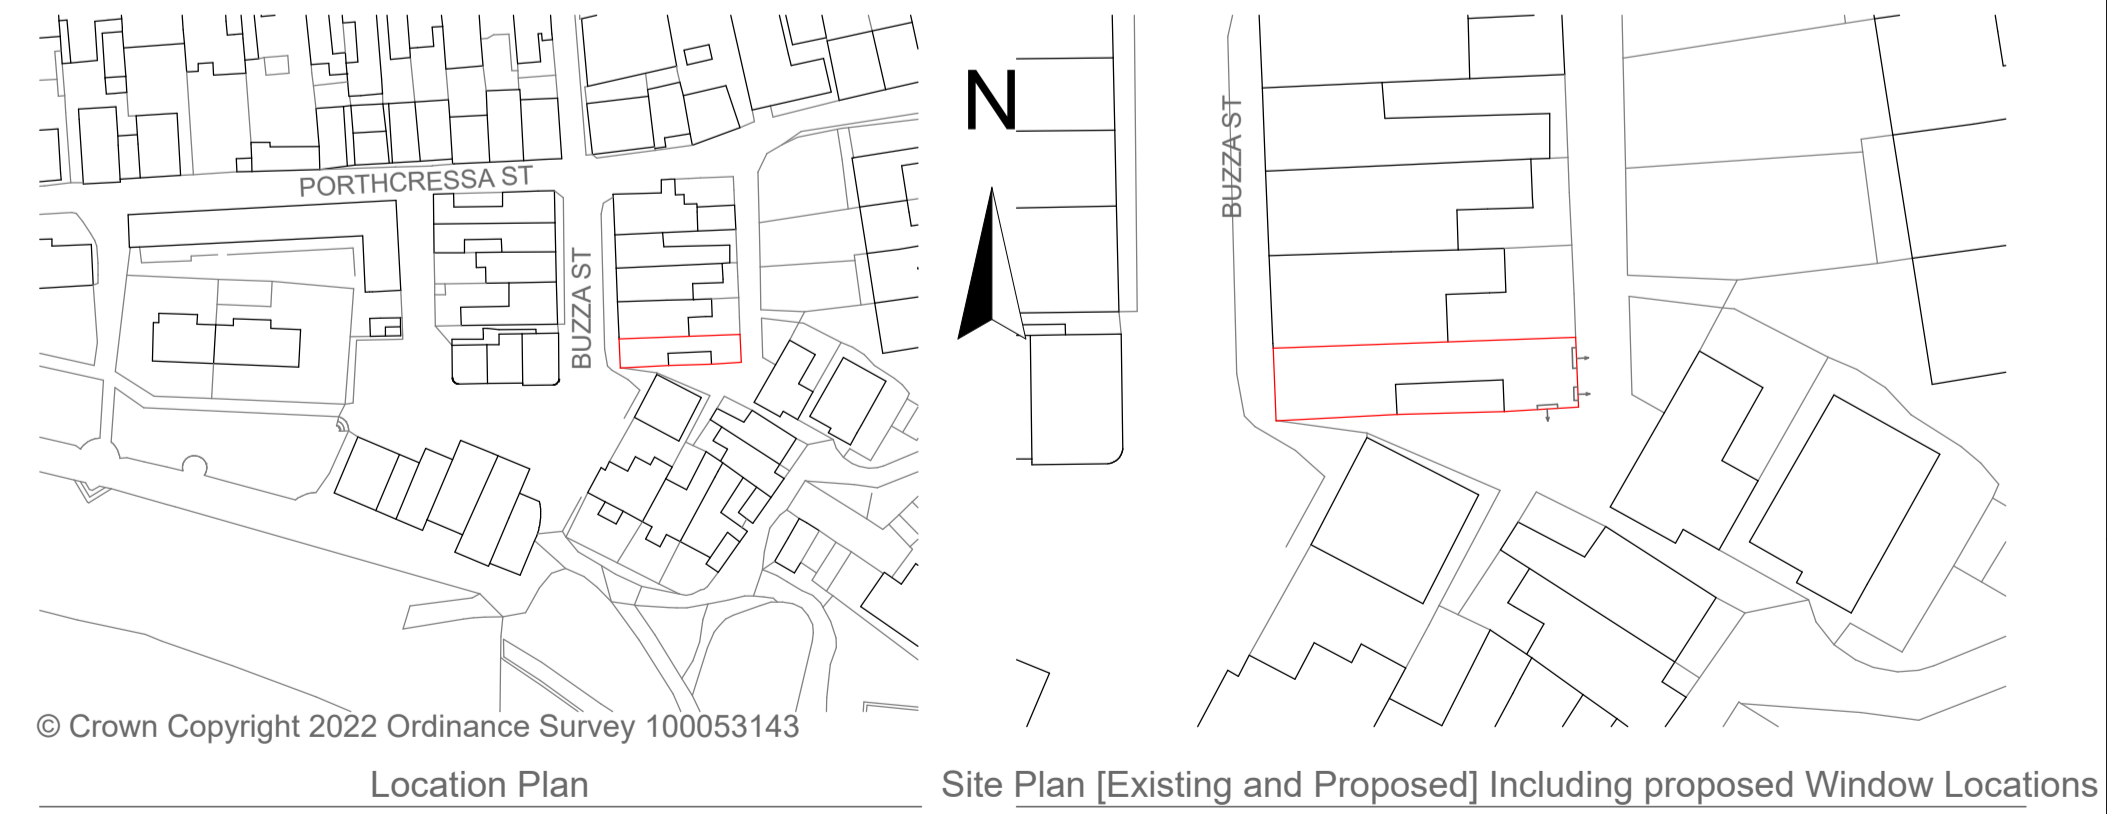 PORTHCRESSA ST
BUZZA ST
© Crown Copyright 2022 Ordinance Survey 100053143
Location Plan
N
BUZZA ST
Site Plan [Existing and Proposed] Including proposed Window Locations